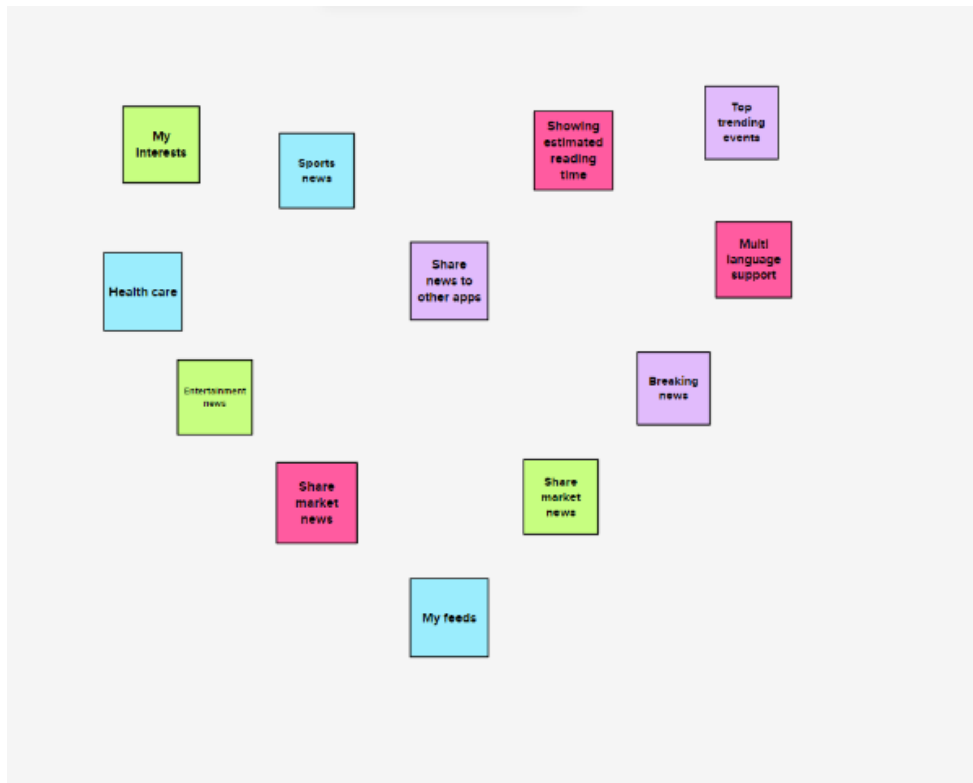 My
Interests
Sports
news
Showing
estimated
reading
time
Top
trending
events
Health care
Share
news to
other apps
Multi
language
support
Entertainment
news
Breaking
news
Share
market
news
Share
market
news
My feeds